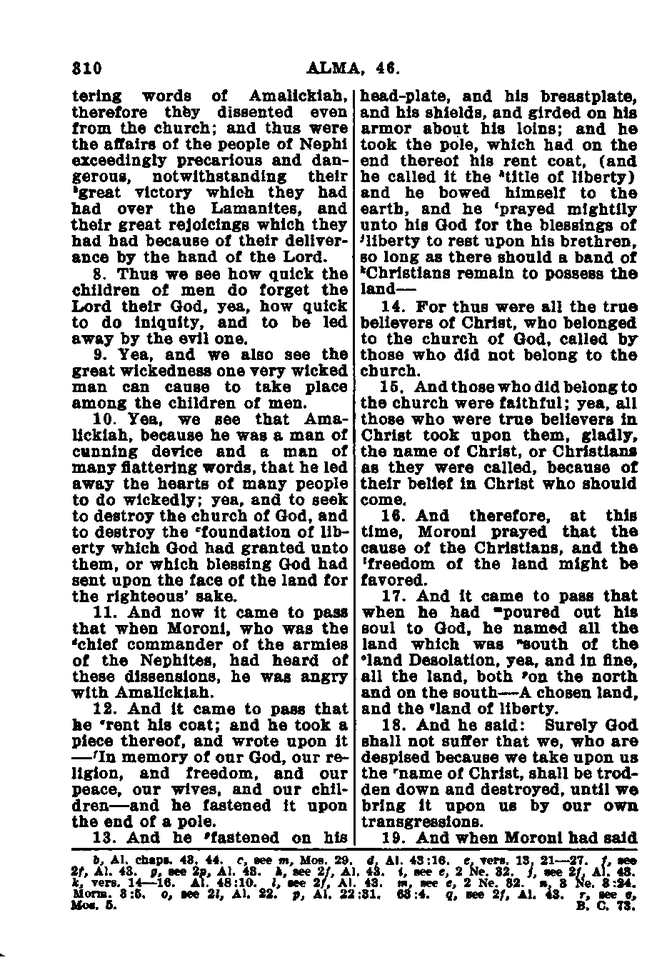 310 ALMA, 46.
tering words of Amalickiah,
therefore they dissented even
from the church; and thus were
the affairs of the people of Nephi
exceedingly precarious and dan-
gerous, notwithstanding their
ᵇgreat victory which they had
had over the Lamanites, and
their great rejoicings which they
had had because of their deliver-
ance by the hand of the Lord.
8. Thus we see how quick the
children of men do forget the
Lord their God, yea, how quick
to do iniquity, and to be led
away by the evil one.
9. Yea, and we also see the
great wickedness one very wicked
man can cause to take place
among the children of men.
10. Yea, we see that Ama-
lickiah, because he was a man of
cunning device and a man of
many flattering words, that he led
away the hearts of many people
to do wickedly; yea, and to seek
to destroy the church of God, and
to destroy the ᶜfoundation of lib-
erty which God had granted unto
them, or which blessing God had
sent upon the face of the land for
the righteous' sake.
11. And now it came to pass
that when Moroni, who was the
ᵈchief commander of the armies
of the Nephites, had heard of
these dissensions, he was angry
with Amalickiah.
12. And it came to pass that
he ᵉrent his coat; and he took a
piece thereof, and wrote upon it
—ᶠIn memory of our God, our re-
ligion, and freedom, and our
peace, our wives, and our chil-
dren—and he fastened it upon
the end of a pole.
13. And he ᵍfastened on his
head-plate, and his breastplate,
and his shields, and girded on his
armor about his loins; and he
took the pole, which had on the
end thereof his rent coat, (and
he called it the ʰtitle of liberty)
and he bowed himself to the
earth, and he ⁱprayed mightily
unto his God for the blessings of
ʲliberty to rest upon his brethren,
so long as there should a band of
ᵏChristians remain to possess the
land—
14. For thus were all the true
believers of Christ, who belonged
to the church of God, called by
those who did not belong to the
church.
15. And those who did belong to
the church were faithful; yea, all
those who were true believers in
Christ took upon them, gladly,
the name of Christ, or Christians
as they were called, because of
their belief in Christ who should
come.
16. And therefore, at this
time, Moroni prayed that the
cause of the Christians, and the
ˡfreedom of the land might be
favored.
17. And it came to pass that
when he had ᵐpoured out his
soul to God, he named all the
land which was ⁿsouth of the
ᵒland Desolation, yea, and in fine,
all the land, both ᵖon the north
and on the south—A chosen land,
and the qland of liberty.
18. And he said: Surely God
shall not suffer that we, who are
despised because we take upon us
the ʳname of Christ, shall be trod-
den down and destroyed, until we
bring it upon us by our own
transgressions.
19. And when Moroni had said
b, Al. chaps. 43, 44. c, see m, Mos. 29. d, Al. 43:16. e, vers. 13, 21—27. f, see
2f, Al. 43. g, see 2p, Al. 43. h, see 2f, Al. 43. i, see e, 2 Ne. 32. j, see 2f, Al. 43.
k, vers. 14—16. Al. 48:10. l, see 2f, Al. 43. m, see e, 2 Ne. 32. n, 3 Ne. 3:24.
Morm. 3:5. o, see 2l, Al. 22. p, Al. 22:31. 63:4. q, see 2f, Al. 43. r, see e,
Mos. 5. B. C. 73.